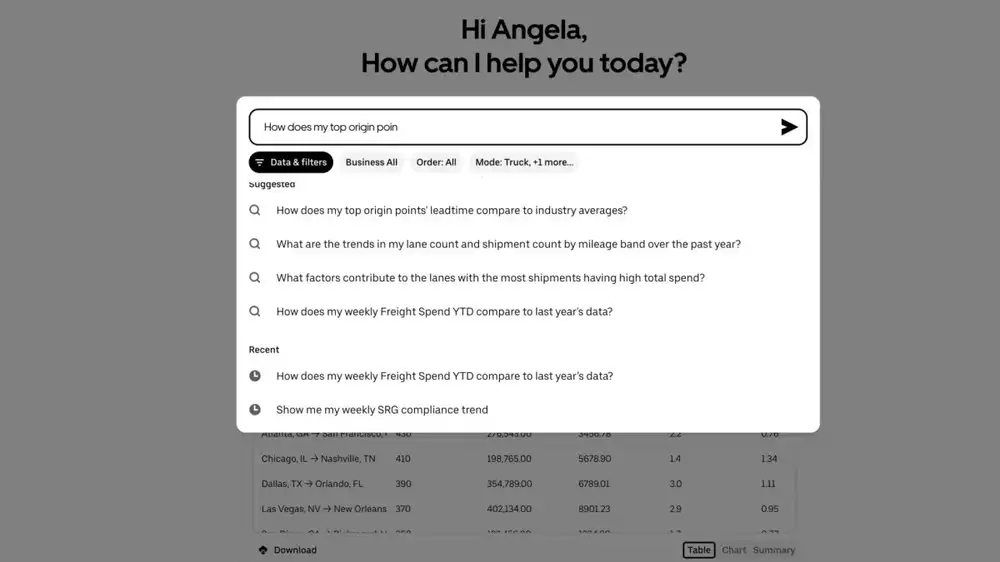 Hi Angela,
How can I help you today?
How does my top origin poin
Data & filters Business All Order: All Mode: Truck, +1 more...
Suggested
How does my top origin points' leadtime compare to industry averages?
What are the trends in my lane count and shipment count by mileage band over the past year?
What factors contribute to the lanes with the most shipments having high total spend?
How does my weekly Freight Spend YTD compare to last year's data?
Recent
How does my weekly Freight Spend YTD compare to last year's data?
Show me my weekly SRG compliance trend
Atlanta, GA → San Francisco, 430 276,543.00 3456.78 2.2 0.76
Chicago, IL → Nashville, TN 410 198,765.00 5678.90 1.4 1.34
Dallas, TX → Orlando, FL 390 354,789.00 6789.01 3.0 1.11
Las Vegas, NV → New Orleans 370 402,134.00 8901.23 2.9 0.95
Download Table Chart Summary